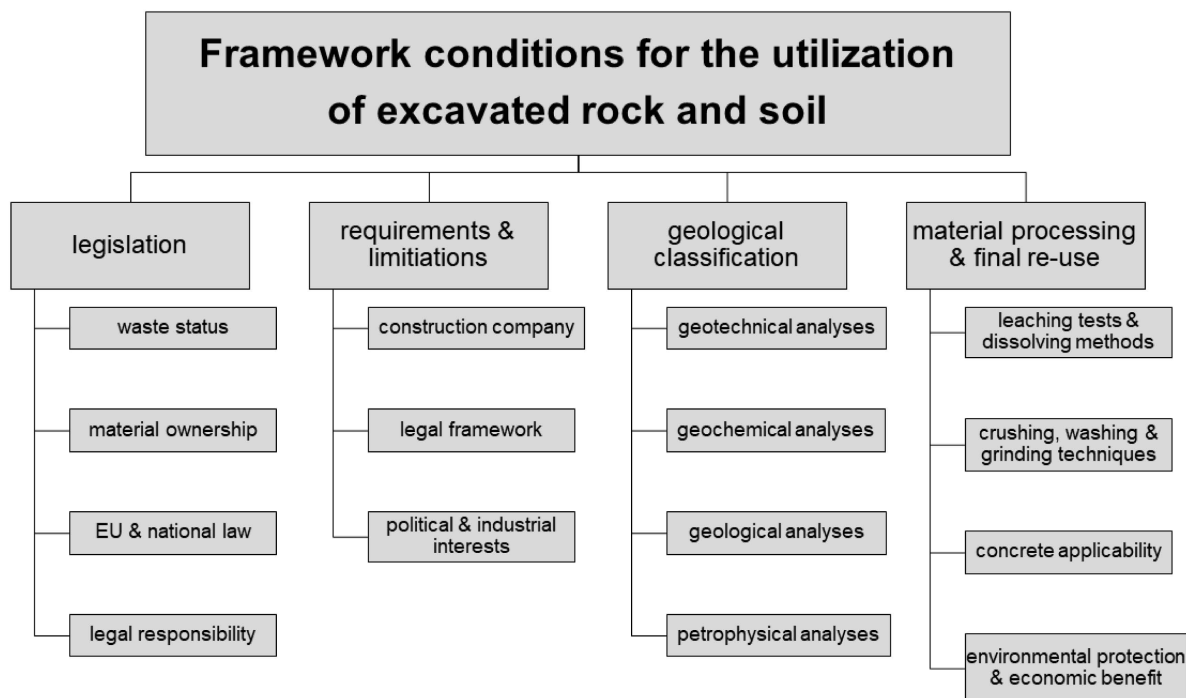 Framework conditions for the utilization
of excavated rock and soil
legislation
waste status
material ownership
EU & national law
legal responsibility
requirements &
limitiations
construction company
legal framework
political & industrial
interests
geological
classification
geotechnical analyses
geochemical analyses
geological analyses
petrophysical analyses
material processing
& final re-use
leaching tests &
dissolving methods
crushing, washing &
grinding techniques
concrete applicability
environmental protection
& economic benefit